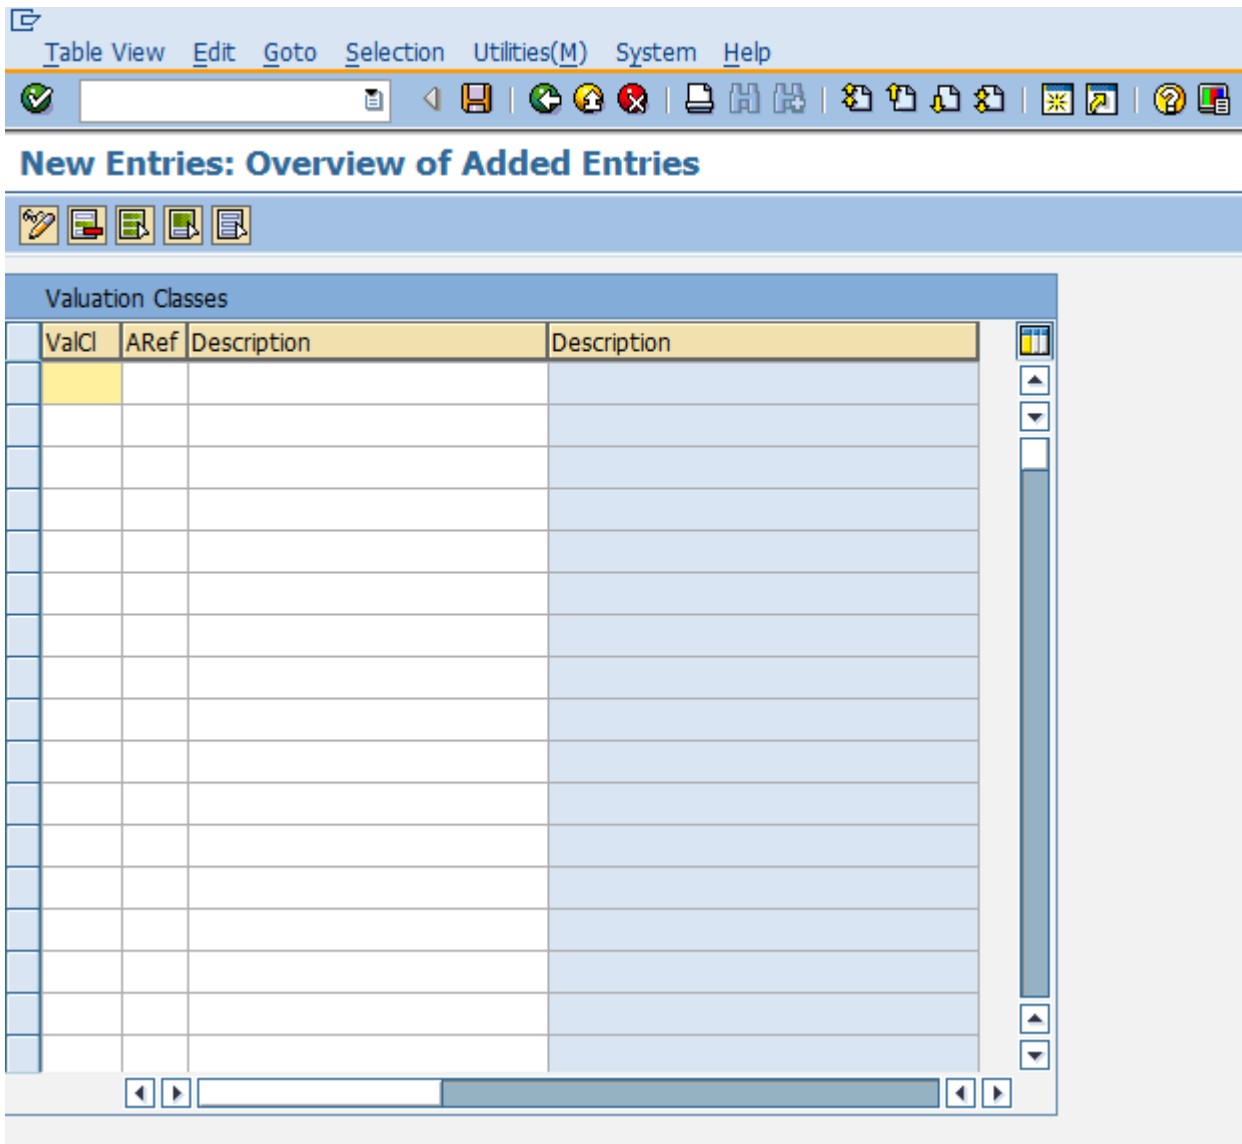 Table View Edit Goto Selection Utilities(M) System Help
New Entries: Overview of Added Entries
Valuation Classes
ValCl ARef Description Description